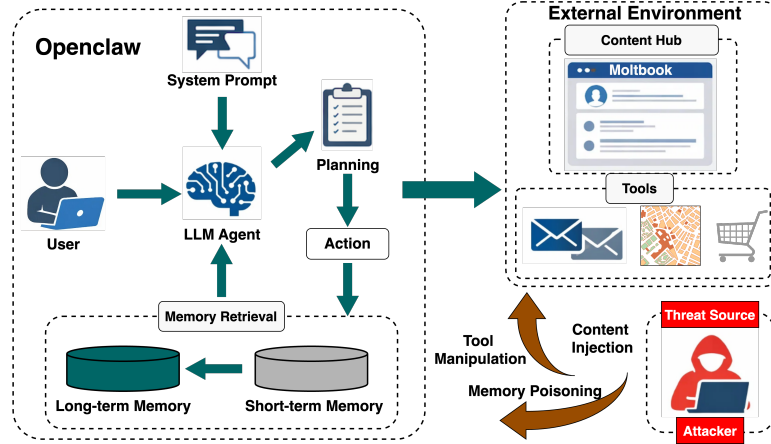 Openclaw
System Prompt
User
LLM Agent
Planning
Action
Memory Retrieval
Long-term Memory
Short-term Memory
External Environment
Content Hub
Moltbook
Tools
Tool
Manipulation
Content
Injection
Memory Poisoning
Threat Source
Attacker